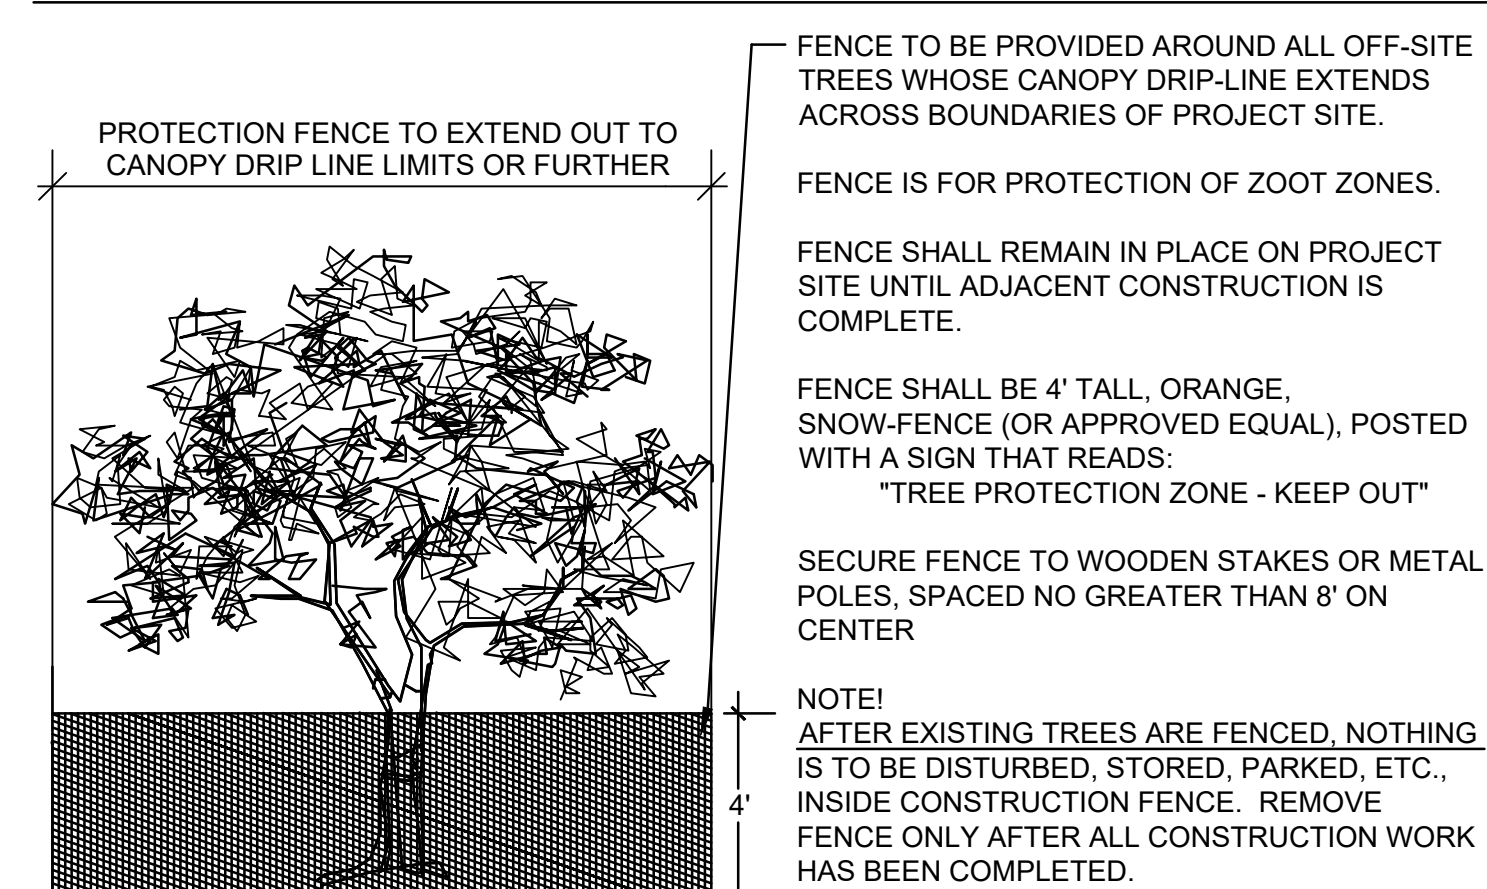 PROTECTION FENCE TO EXTEND OUT TO
CANOPY DRIP LINE LIMITS OR FURTHER
FENCE TO BE PROVIDED AROUND ALL OFF-SITE
TREES WHOSE CANOPY DRIP-LINE EXTENDS
ACROSS BOUNDARIES OF PROJECT SITE.
FENCE IS FOR PROTECTION OF ZOOT ZONES.
FENCE SHALL REMAIN IN PLACE ON PROJECT
SITE UNTIL ADJACENT CONSTRUCTION IS
COMPLETE.
FENCE SHALL BE 4' TALL, ORANGE,
SNOW-FENCE (OR APPROVED EQUAL), POSTED
WITH A SIGN THAT READS:
"TREE PROTECTION ZONE - KEEP OUT"
SECURE FENCE TO WOODEN STAKES OR METAL
POLES, SPACED NO GREATER THAN 8' ON
CENTER
NOTE!
AFTER EXISTING TREES ARE FENCED, NOTHING
IS TO BE DISTURBED, STORED, PARKED, ETC.,
INSIDE CONSTRUCTION FENCE.  REMOVE
FENCE ONLY AFTER ALL CONSTRUCTION WORK
HAS BEEN COMPLETED.
4'